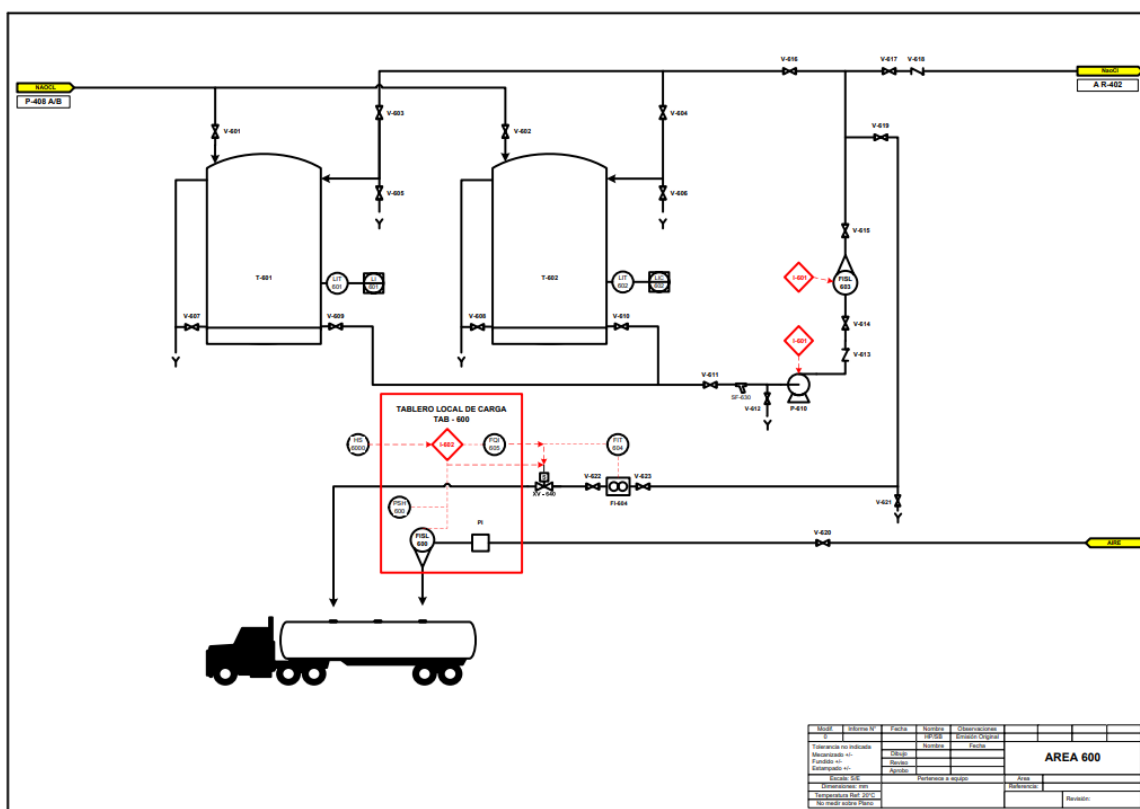 V-616
V-617
V-618
NAOCL
P-408 A/B
NaoCl
A R-402
V-601
V-603
V-602
V-604
V-619
V-605
V-606
V-615
T-601
LIT
601
LI
601
T-602
LIT
602
LIC
602
I-601
FISL
603
V-607
V-609
V-608
V-610
V-614
I-601
V-613
V-611
SF-630
V-612
P-610
TABLERO LOCAL DE CARGA
TAB - 600
HS
6000
I-602
FQI
605
FIT
604
S
XV - 640
V-622
V-623
FI-604
V-621
PSH
600
FISL
600
PI
V-620
AIRE
Modif. Informe N° Fecha Nombre Observaciones
0 HP/SB Emisión Original
Tolerancia no indicada
Mecanizado +/-
Fundido +/-
Estampado +/-
Nombre Fecha
Dibujo
Reviso
Aprobo
AREA 600
Escala: S/E Pertenece a equipo Area
Dimensiones: mm Referencia:
Temperatura Ref: 20°C Revisión:
No medir sobre Plano